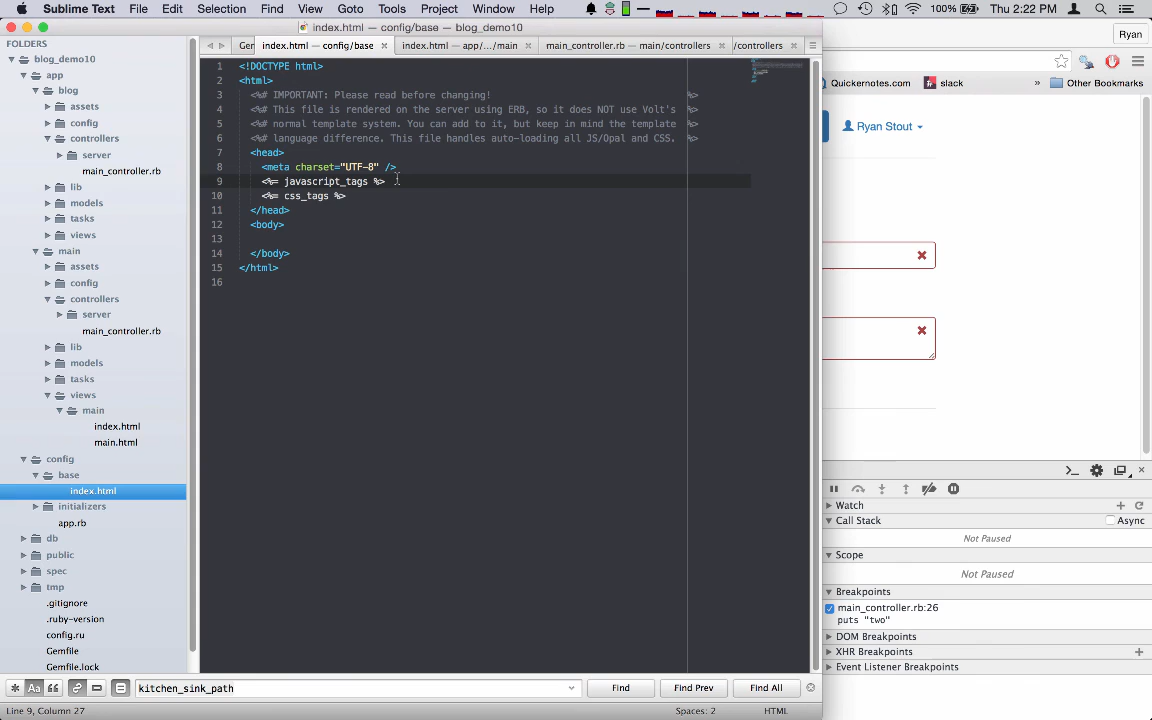 Sublime Text File Edit Selection Find View Goto Tools Project Window Help 100% Thu 2:22 PM
index.html — config/base — blog_demo10
Ryan
FOLDERS
Ger index.html — config/base index.html — app/.../main main_controller.rb — main/controllers /controllers
blog_demo10
app
blog
assets
config
controllers
server
main_controller.rb
lib
models
tasks
views
main
assets
config
controllers
server
main_controller.rb
lib
models
tasks
views
main
index.html
main.html
config
base
index.html
initializers
app.rb
db
public
spec
tmp
.gitignore
.ruby-version
config.ru
Gemfile
Gemfile.lock
1 <!DOCTYPE html>
2 <html>
3 <%# IMPORTANT: Please read before changing! %>
4 <%# This file is rendered on the server using ERB, so it does NOT use Volt's %>
5 <%# normal template system. You can add to it, but keep in mind the template %>
6 <%# language difference. This file handles auto-loading all JS/Opal and CSS. %>
7 <head>
8 <meta charset="UTF-8" />
9 <%= javascript_tags %>
10 <%= css_tags %>
11 </head>
12 <body>
13
14 </body>
15 </html>
16
Quickernotes.com slack » Other Bookmarks
Ryan Stout
Watch
Call Stack Async
Not Paused
Scope
Not Paused
Breakpoints
main_controller.rb:26
puts "two"
DOM Breakpoints
XHR Breakpoints
Event Listener Breakpoints
Aa kitchen_sink_path Find Find Prev Find All
Line 9, Column 27 Spaces: 2 HTML